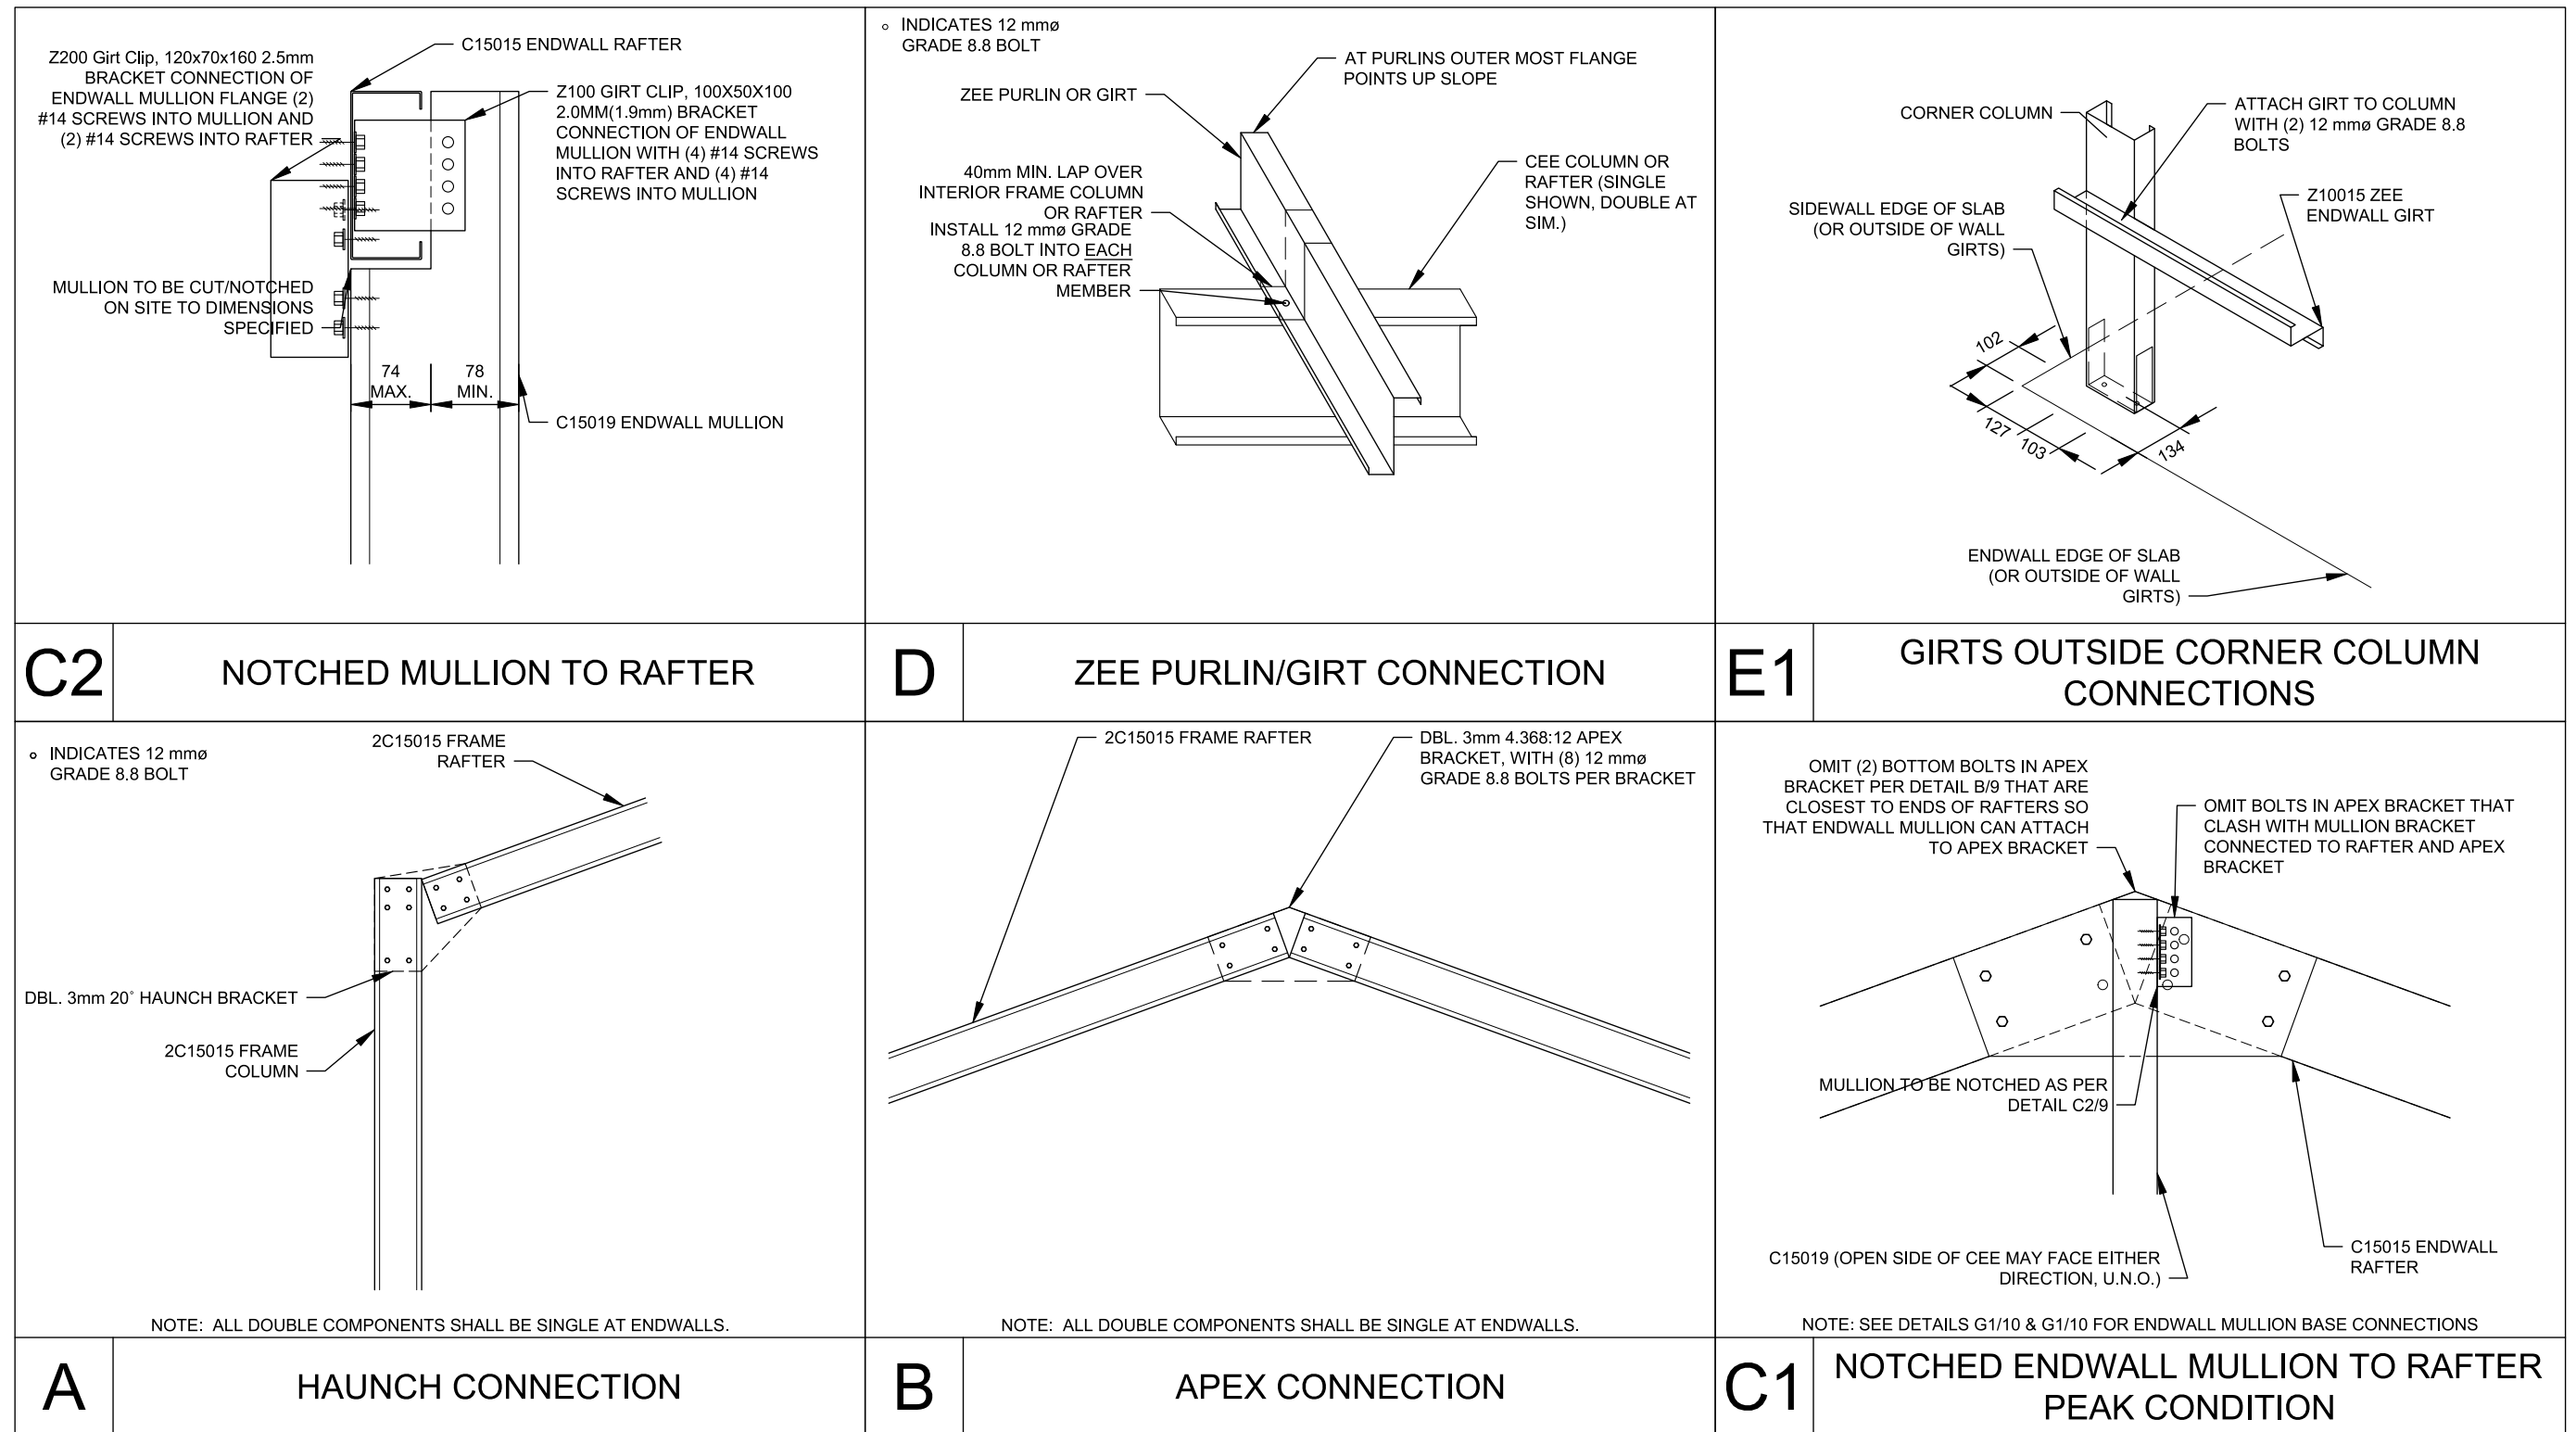 Z200 Girt Clip, 120x70x160 2.5mm
BRACKET CONNECTION OF
ENDWALL MULLION FLANGE (2)
#14 SCREWS INTO MULLION AND
(2) #14 SCREWS INTO RAFTER
C15015 ENDWALL RAFTER
Z100 GIRT CLIP, 100X50X100
2.0MM(1.9mm) BRACKET
CONNECTION OF ENDWALL
MULLION WITH (4) #14 SCREWS
INTO RAFTER AND (4) #14
SCREWS INTO MULLION
MULLION TO BE CUT/NOTCHED
ON SITE TO DIMENSIONS
SPECIFIED
74
MAX.
78
MIN.
C15019 ENDWALL MULLION
C2
NOTCHED MULLION TO RAFTER
INDICATES 12 mmø
GRADE 8.8 BOLT
AT PURLINS OUTER MOST FLANGE
POINTS UP SLOPE
ZEE PURLIN OR GIRT
40mm MIN. LAP OVER
INTERIOR FRAME COLUMN
OR RAFTER
INSTALL 12 mmø GRADE
8.8 BOLT INTO EACH
COLUMN OR RAFTER
MEMBER
CEE COLUMN OR
RAFTER (SINGLE
SHOWN, DOUBLE AT
SIM.)
D
ZEE PURLIN/GIRT CONNECTION
CORNER COLUMN
ATTACH GIRT TO COLUMN
WITH (2) 12 mmø GRADE 8.8
BOLTS
SIDEWALL EDGE OF SLAB
(OR OUTSIDE OF WALL
GIRTS)
Z10015 ZEE
ENDWALL GIRT
102
127
103
134
ENDWALL EDGE OF SLAB
(OR OUTSIDE OF WALL
GIRTS)
E1
GIRTS OUTSIDE CORNER COLUMN
CONNECTIONS
INDICATES 12 mmø
GRADE 8.8 BOLT
2C15015 FRAME
RAFTER
DBL. 3mm 20° HAUNCH BRACKET
2C15015 FRAME
COLUMN
NOTE: ALL DOUBLE COMPONENTS SHALL BE SINGLE AT ENDWALLS.
A
HAUNCH CONNECTION
2C15015 FRAME RAFTER
DBL. 3mm 4.368:12 APEX
BRACKET, WITH (8) 12 mmø
GRADE 8.8 BOLTS PER BRACKET
NOTE: ALL DOUBLE COMPONENTS SHALL BE SINGLE AT ENDWALLS.
B
APEX CONNECTION
OMIT (2) BOTTOM BOLTS IN APEX
BRACKET PER DETAIL B/9 THAT ARE
CLOSEST TO ENDS OF RAFTERS SO
THAT ENDWALL MULLION CAN ATTACH
TO APEX BRACKET
OMIT BOLTS IN APEX BRACKET THAT
CLASH WITH MULLION BRACKET
CONNECTED TO RAFTER AND APEX
BRACKET
MULLION TO BE NOTCHED AS PER
DETAIL C2/9
C15019 (OPEN SIDE OF CEE MAY FACE EITHER
DIRECTION, U.N.O.)
C15015 ENDWALL
RAFTER
NOTE: SEE DETAILS G1/10 & G1/10 FOR ENDWALL MULLION BASE CONNECTIONS
C1
NOTCHED ENDWALL MULLION TO RAFTER
PEAK CONDITION